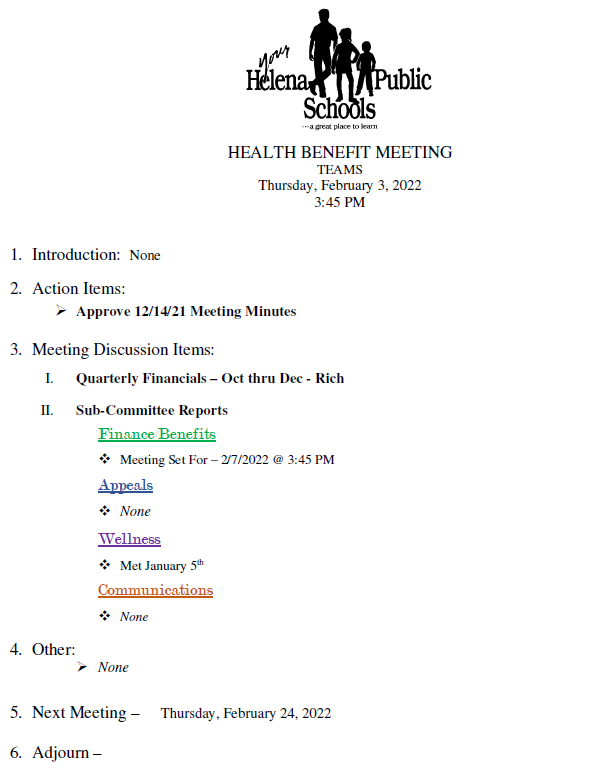 your
Helena Public
Schools
...a great place to learn
HEALTH BENEFIT MEETING
TEAMS
Thursday, February 3, 2022
3:45 PM
1. Introduction: None
2. Action Items:
➢ Approve 12/14/21 Meeting Minutes
3. Meeting Discussion Items:
I. Quarterly Financials – Oct thru Dec - Rich
II. Sub-Committee Reports
Finance Benefits
❖ Meeting Set For – 2/7/2022 @ 3:45 PM
Appeals
❖ None
Wellness
❖ Met January 5th
Communications
❖ None
4. Other:
➢ None
5. Next Meeting – Thursday, February 24, 2022
6. Adjourn –